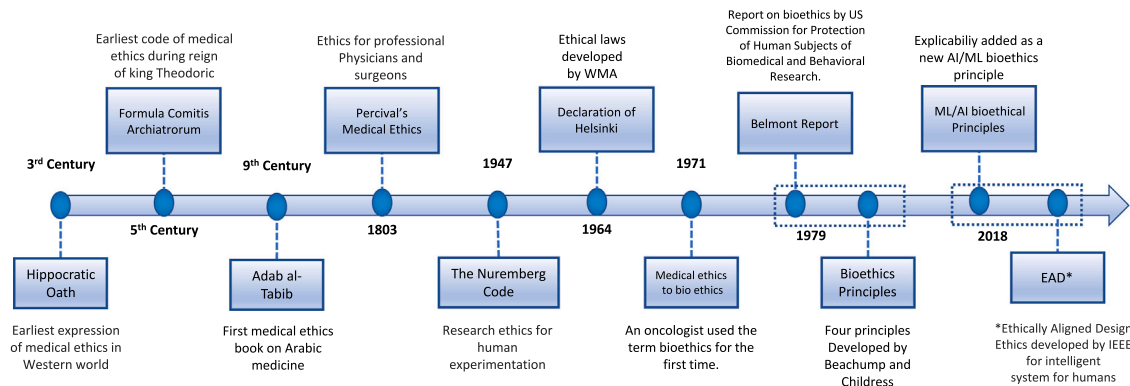 Earliest code of medical
ethics during reign
of king Theodoric
Formula Comitis
Archiatrorum
Ethics for professional
Physicians and
surgeons
Percival's
Medical Ethics
Ethical laws
developed
by WMA
Declaration of
Helsinki
Report on bioethics by US
Commission for Protection
of Human Subjects of
Biomedical and Behavioral
Research.
Belmont Report
Explicabiliy added as a
new AI/ML bioethics
principle
ML/AI bioethical
Principles
3rd Century
9th Century
1947
1971
5th Century
1803
1964
1979
2018
Hippocratic
Oath
Earliest expression
of medical ethics in
Western world
Adab al-
Tabib
First medical ethics
book on Arabic
medicine
The Nuremberg
Code
Research ethics for
human
experimentation
Medical ethics
to bio ethics
An oncologist used the
term bioethics for the
first time.
Bioethics
Principles
Four principles
Developed by
Beachump and
Childress
EAD*
*Ethically Aligned Design
Ethics developed by IEEE
for intelligent
system for humans